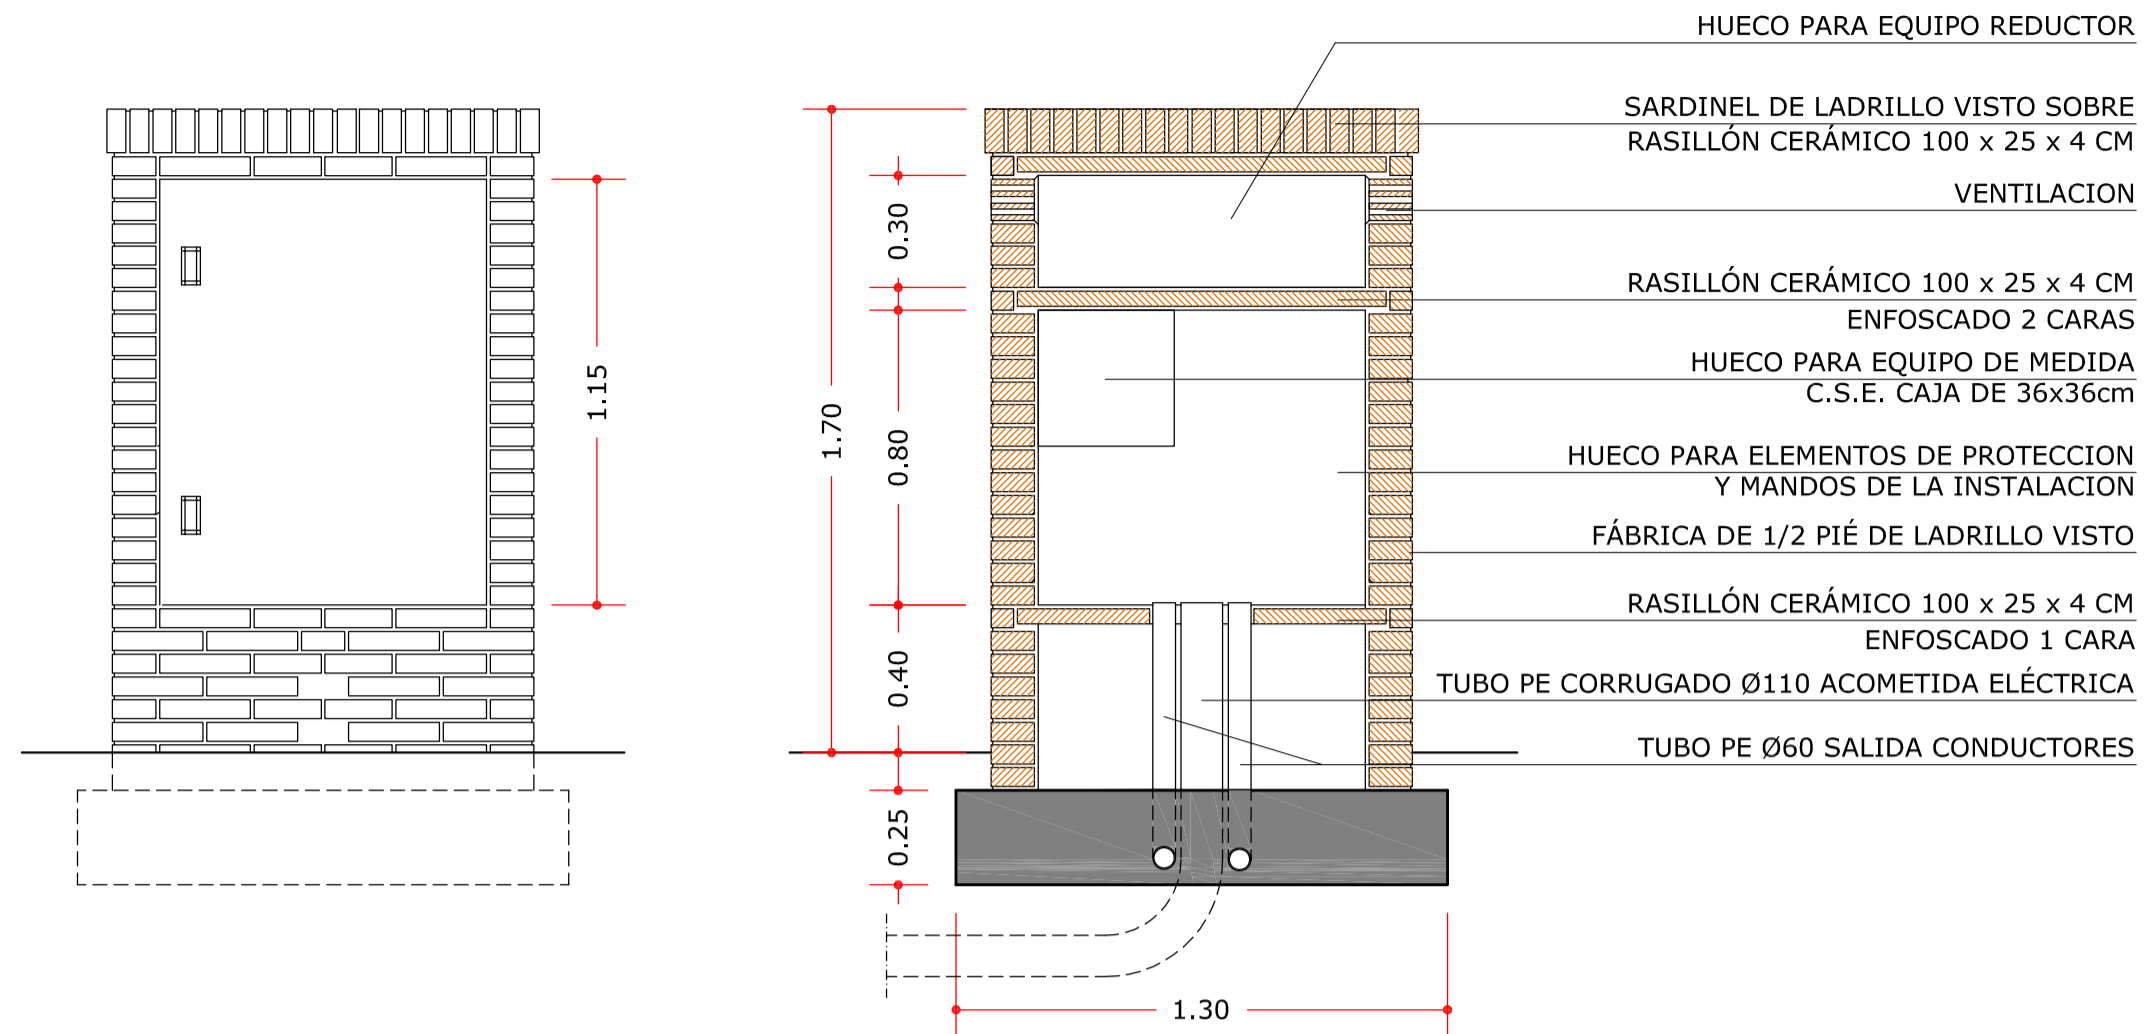 HUECO PARA EQUIPO REDUCTOR
SARDINEL DE LADRILLO VISTO SOBRE
RASILLÓN CERÁMICO 100 x 25 x 4 CM
VENTILACION
RASILLÓN CERÁMICO 100 x 25 x 4 CM
ENFOSCADO 2 CARAS
HUECO PARA EQUIPO DE MEDIDA
C.S.E. CAJA DE 36x36cm
HUECO PARA ELEMENTOS DE PROTECCION
Y MANDOS DE LA INSTALACION
FÁBRICA DE 1/2 PIÉ DE LADRILLO VISTO
RASILLÓN CERÁMICO 100 x 25 x 4 CM
ENFOSCADO 1 CARA
TUBO PE CORRUGADO Ø110 ACOMETIDA ELÉCTRICA
TUBO PE Ø60 SALIDA CONDUCTORES
1.15
1.70
0.30
0.80
0.40
0.25
1.30